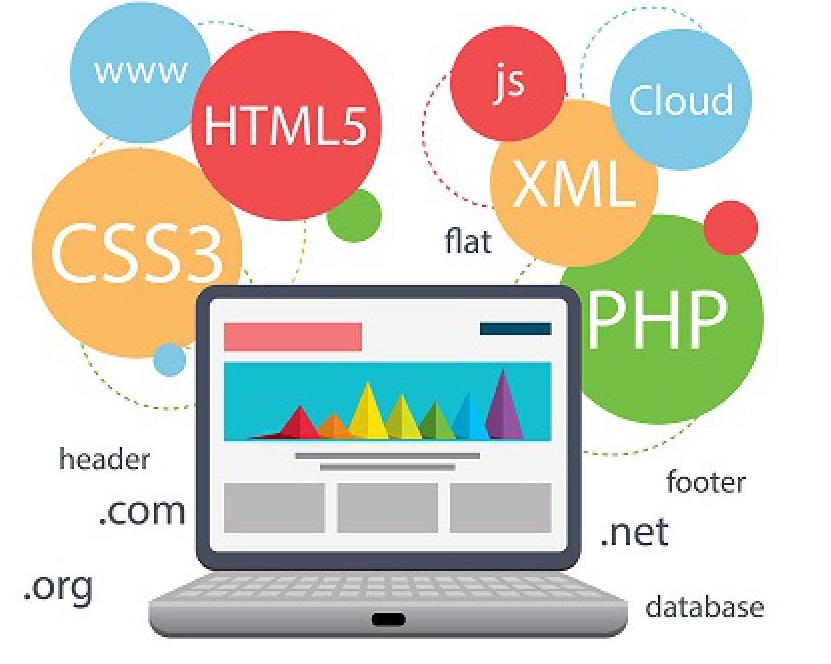 www
HTML5
js
Cloud
XML
CSS3
flat
PHP
header
footer
.com
.net
.org
database